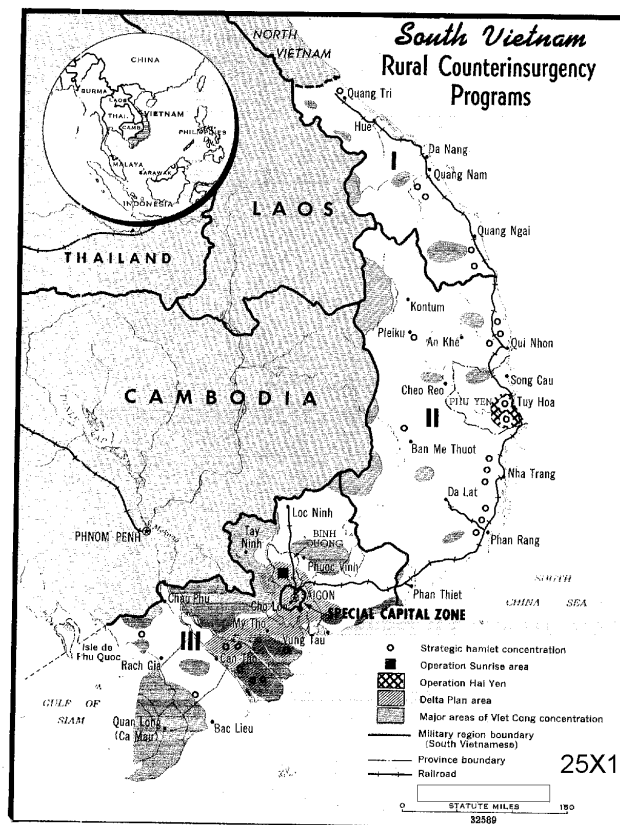 South Vietnam
Rural Counterinsurgency
Programs
NORTH
VIETNAM
CHINA
BURMA
LAOS
VIETNAM
THAI.
CAMB.
PHILIPPINES
MALAYA
SARAWAK
INDONESIA
Quang Tri
Hue
I
Da Nang
Quang Nam
LAOS
THAILAND
Quang Ngai
Kontum
Pleiku
An Khe
Qui Nhon
Song Cau
Cheo Reo
PHU YEN
Tuy Hoa
CAMBODIA
II
Ban Me Thuot
Nha Trang
Da Lat
Loc Ninh
PHNOM PENH
Mekong
Tay
Ninh
BINH
DUONG
Phuoc Vinh
Phan Rang
Phan Thiet
SOUTH
CHINA SEA
Chau Phu
Cho Lon
SAIGON
SPECIAL CAPITAL ZONE
My Tho
Vung Tau
III
Isle de
Phu Quoc
Rach Gia
Can Tho
GULF OF
SIAM
Quan Long
(Ca Mau)
Bac Lieu
Strategic hamlet concentration
Operation Sunrise area
Operation Hai Yen
Delta Plan area
Major areas of Viet Cong concentration
Military region boundary
(South Vietnamese)
Province boundary
Railroad
25X1
0 STATUTE MILES 150
32589